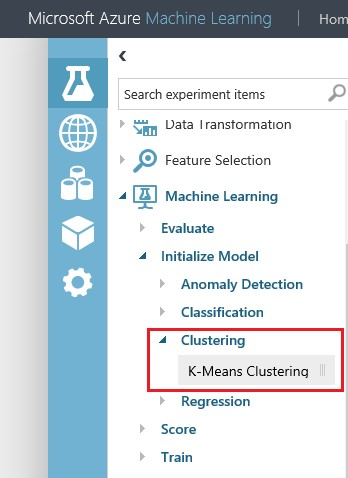 Microsoft Azure Machine Learning
Hom
Search experiment items
Data Transformation
Feature Selection
Machine Learning
Evaluate
Initialize Model
Anomaly Detection
Classification
Clustering
K-Means Clustering
Regression
Score
Train